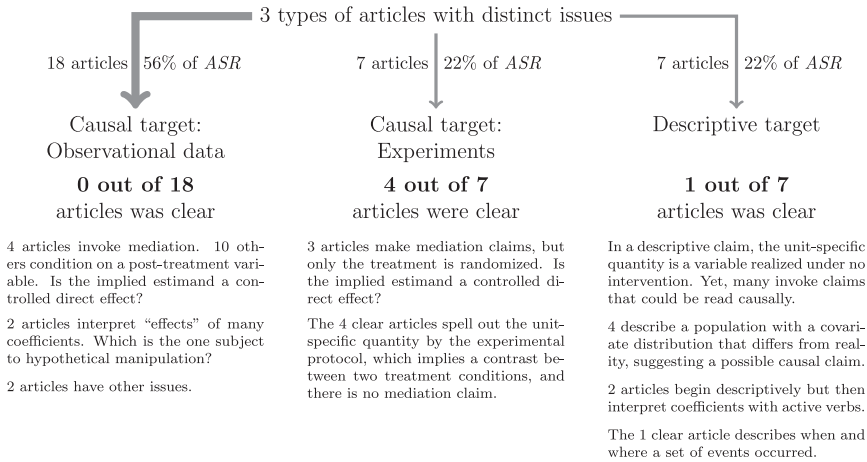 3 types of articles with distinct issues
18 articles 56% of ASR
7 articles 22% of ASR
7 articles 22% of ASR
Causal target:
Observational data
0 out of 18
articles was clear
4 articles invoke mediation. 10 oth-
ers condition on a post-treatment vari-
able. Is the implied estimand a con-
trolled direct effect?
2 articles interpret “effects” of many
coefficients. Which is the one subject
to hypothetical manipulation?
2 articles have other issues.
Causal target:
Experiments
4 out of 7
articles were clear
3 articles make mediation claims, but
only the treatment is randomized. Is
the implied estimand a controlled di-
rect effect?
The 4 clear articles spell out the unit-
specific quantity by the experimental
protocol, which implies a contrast be-
tween two treatment conditions, and
there is no mediation claim.
Descriptive target
1 out of 7
articles was clear
In a descriptive claim, the unit-specific
quantity is a variable realized under no
intervention. Yet, many invoke claims
that could be read causally.
4 describe a population with a covari-
ate distribution that differs from real-
ity, suggesting a possible causal claim.
2 articles begin descriptively but then
interpret coefficients with active verbs.
The 1 clear article describes when and
where a set of events occurred.